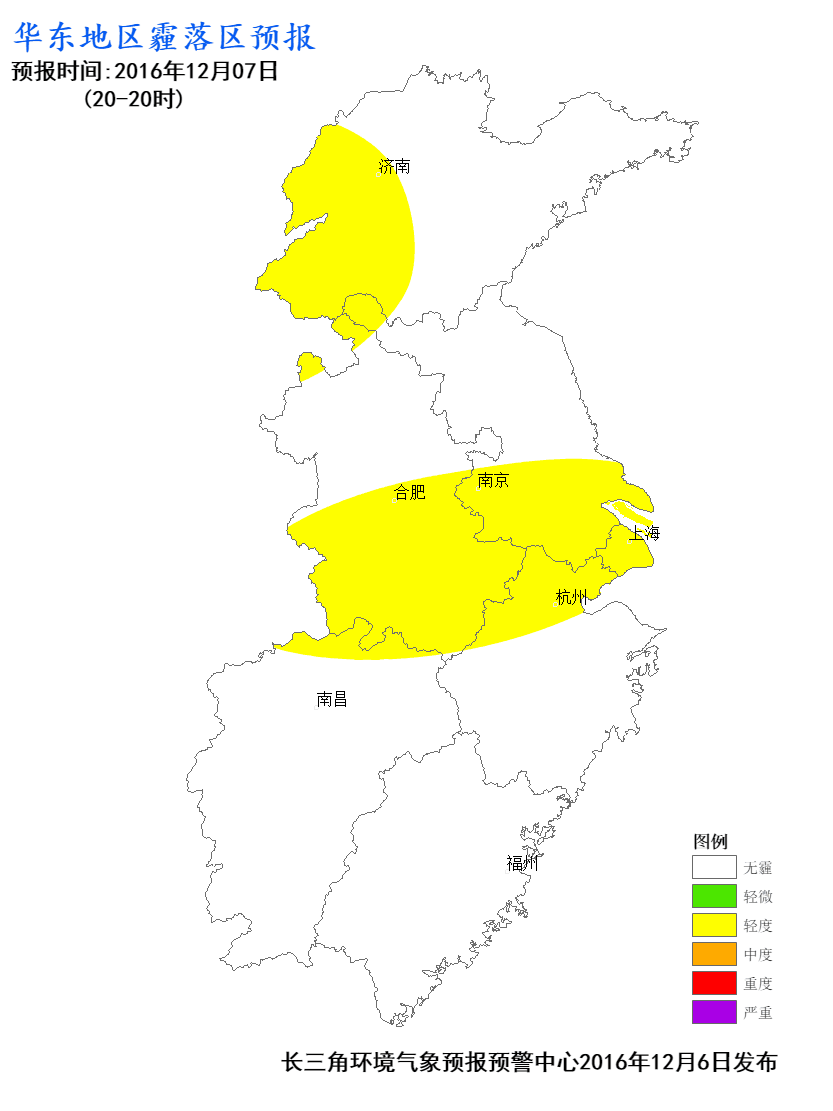 华东地区霾落区预报
预报时间:2016年12月07日
(20-20时)
济南
南京
合肥
上海
杭州
南昌
福州
图例
无霾
轻微
轻度
中度
重度
严重
长三角环境气象预报预警中心2016年12月6日发布